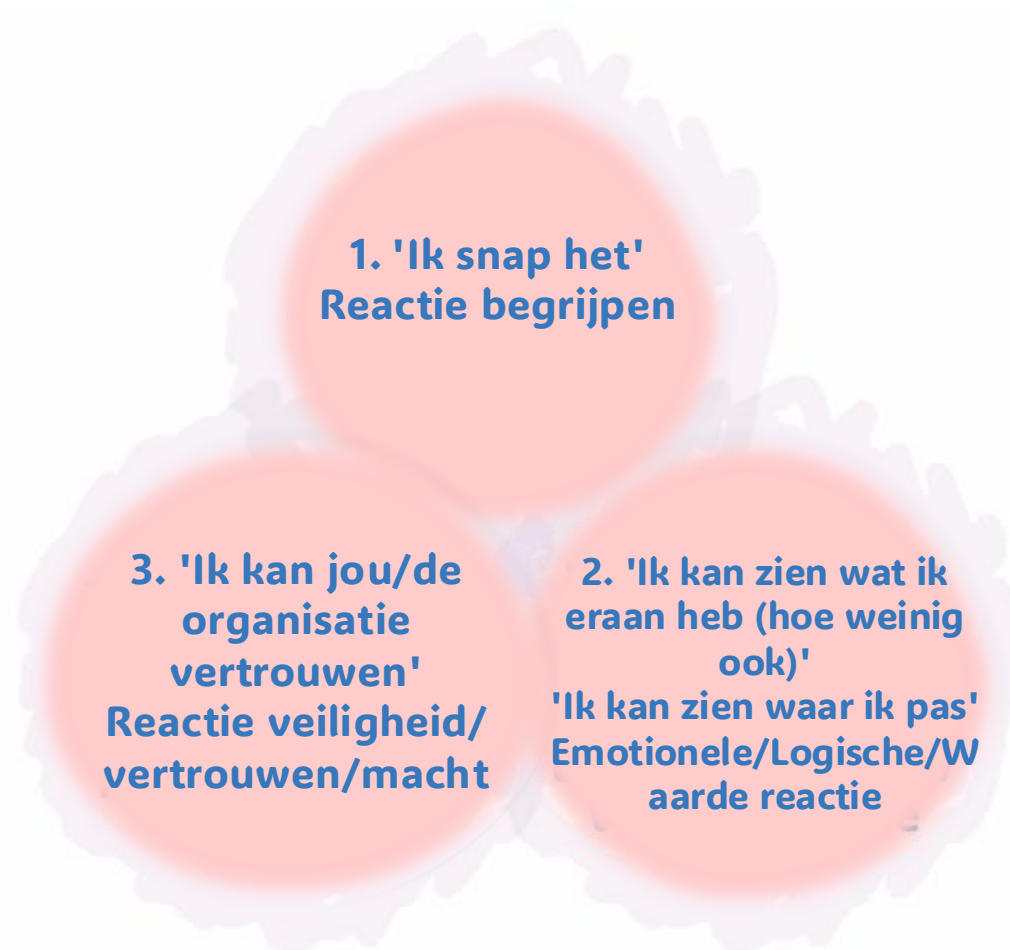 1. 'Ik snap het'
Reactie begrijpen
3. 'Ik kan jou/de
organisatie
vertrouwen'
Reactie veiligheid/
vertrouwen/macht
2. 'Ik kan zien wat ik
eraan heb (hoe weinig
ook)'
'Ik kan zien waar ik pas'
Emotionele/Logische/W
aarde reactie